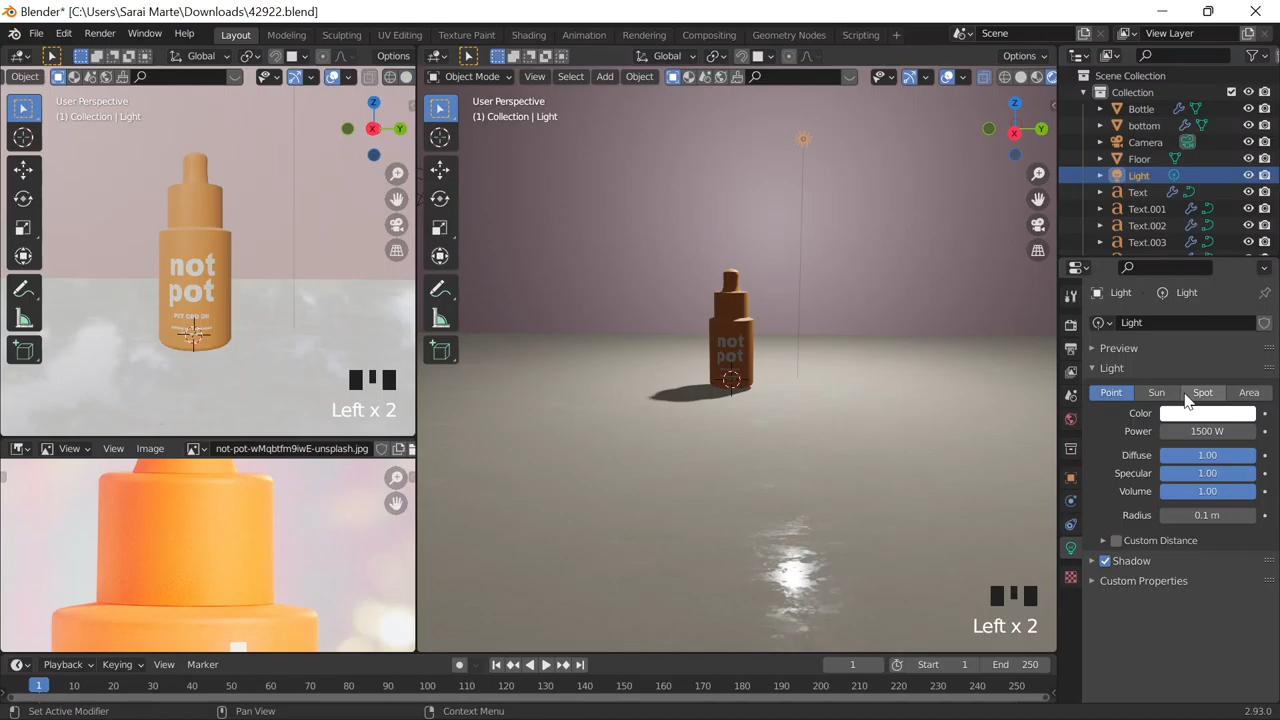 Blender* [C:\Users\Sarai Marte\Downloads\42922.blend]
File Edit Render Window Help Layout Modeling Sculpting UV Editing Texture Paint Shading Animation Rendering Compositing Geometry Nodes Scripting + Scene View Layer
Global Options Global Options
Object Object Mode View Select Add Object
User Perspective
(1) Collection | Light
Z
X Y
not
pot
PET CBD OIL
Left x 2
View View Image not-pot-wMqbtfm9iwE-unsplash.jpg
User Perspective
(1) Collection | Light
Z
X Y
not
pot
Left x 2
Scene Collection
Collection
Bottle
bottom
Camera
Floor
Light
Text
Text.001
Text.002
Text.003
Light Light
Light
Preview
Light
Point Sun Spot Area
Color
Power 1500 W
Diffuse 1.00
Specular 1.00
Volume 1.00
Radius 0.1 m
Custom Distance
Shadow
Custom Properties
Playback Keying View Marker 1 Start 1 End 250
1 10 20 30 40 50 60 70 80 90 100 110 120 130 140 150 160 170 180 190 200 210 220 230 240 250
Set Active Modifier Pan View Context Menu 2.93.0